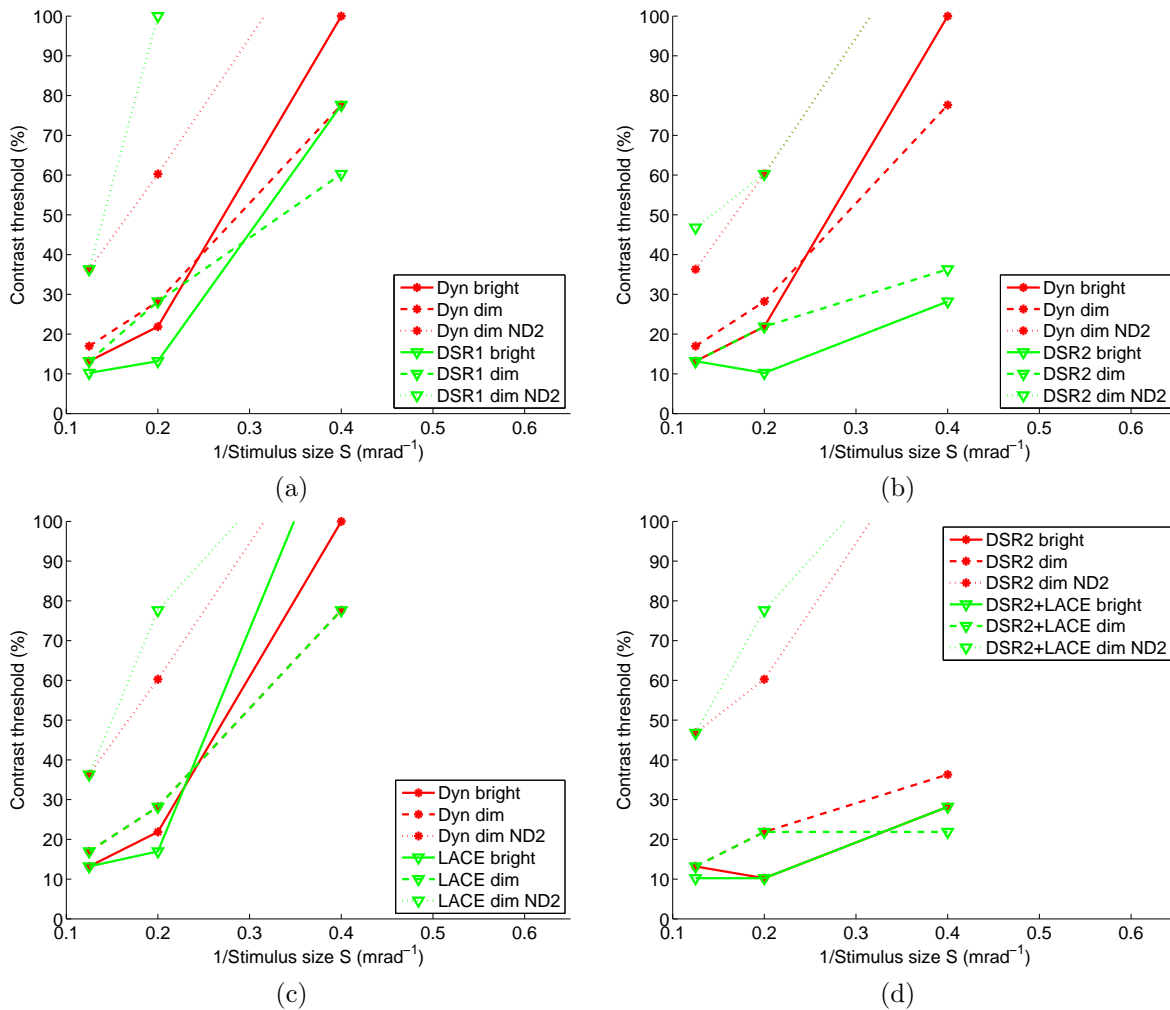 100
90
80
70
60
50
40
30
20
10
0
Contrast threshold (%)
0.1 0.2 0.3 0.4 0.5 0.6
1/Stimulus size S (mrad⁻¹)
Dyn bright
Dyn dim
Dyn dim ND2
DSR1 bright
DSR1 dim
DSR1 dim ND2
(a)
100
90
80
70
60
50
40
30
20
10
0
Contrast threshold (%)
0.1 0.2 0.3 0.4 0.5 0.6
1/Stimulus size S (mrad⁻¹)
Dyn bright
Dyn dim
Dyn dim ND2
DSR2 bright
DSR2 dim
DSR2 dim ND2
(b)
100
90
80
70
60
50
40
30
20
10
0
Contrast threshold (%)
0.1 0.2 0.3 0.4 0.5 0.6
1/Stimulus size S (mrad⁻¹)
Dyn bright
Dyn dim
Dyn dim ND2
LACE bright
LACE dim
LACE dim ND2
(c)
100
90
80
70
60
50
40
30
20
10
0
Contrast threshold (%)
0.1 0.2 0.3 0.4 0.5 0.6
1/Stimulus size S (mrad⁻¹)
DSR2 bright
DSR2 dim
DSR2 dim ND2
DSR2+LACE bright
DSR2+LACE dim
DSR2+LACE dim ND2
(d)